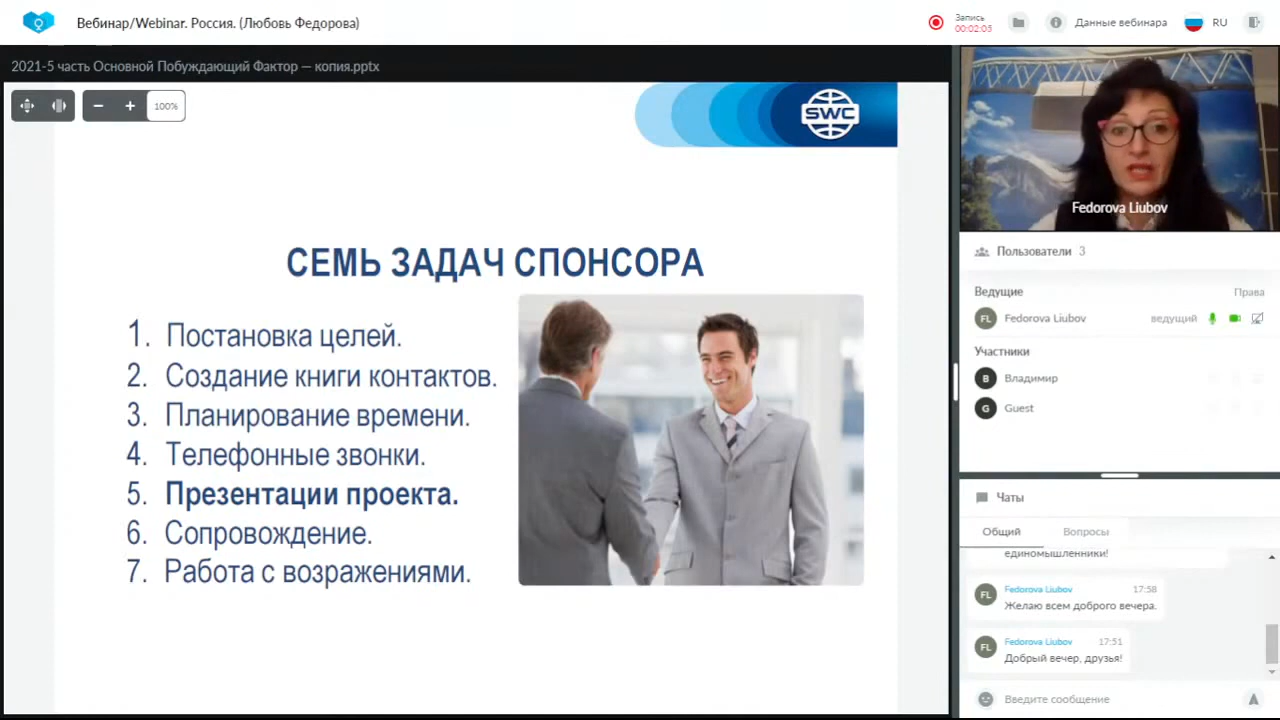 Вебинар/Webinar. Россия. (Любовь Федорова)
Запись
00:02:05
Данные вебинара
RU
2021-5 часть Основной Побуждающий Фактор — копия.pptx
100%
SWC
СЕМЬ ЗАДАЧ СПОНСОРА
1. Постановка целей.
2. Создание книги контактов.
3. Планирование времени.
4. Телефонные звонки.
5. Презентации проекта.
6. Сопровождение.
7. Работа с возражениями.
Fedorova Liubov
Пользователи 3
Ведущие Права
FL Fedorova Liubov ведущий
Участники
В Владимир
G Guest
Чаты
Общий Вопросы
единомышленники!
FL Fedorova Liubov 17:58
Желаю всем доброго вечера.
FL Fedorova Liubov 17:51
Добрый вечер, друзья!
Введите сообщение